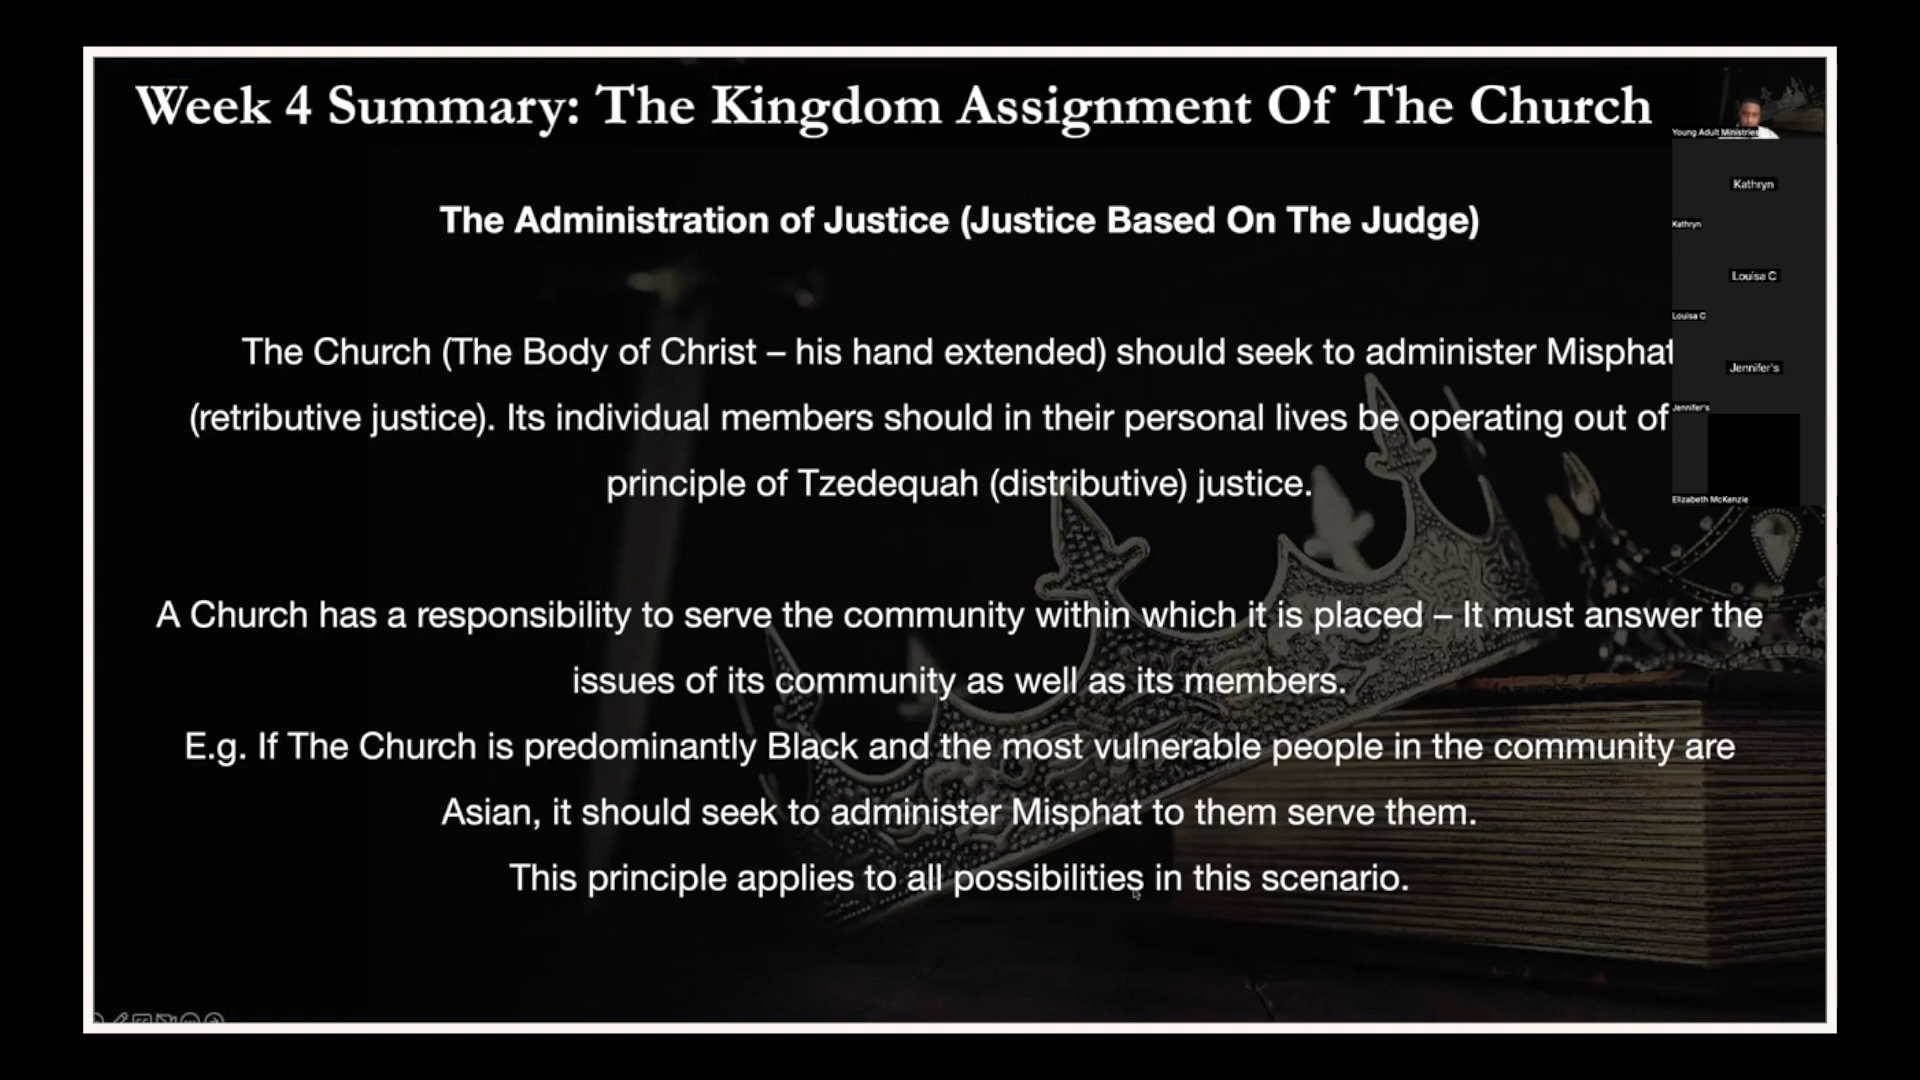 Week 4 Summary: The Kingdom Assignment Of The Church
The Administration of Justice (Justice Based On The Judge)
The Church (The Body of Christ – his hand extended) should seek to administer Misphat
(retributive justice). Its individual members should in their personal lives be operating out of
principle of Tzedequah (distributive) justice.
A Church has a responsibility to serve the community within which it is placed – It must answer the
issues of its community as well as its members.
E.g. If The Church is predominantly Black and the most vulnerable people in the community are
Asian, it should seek to administer Misphat to them serve them.
This principle applies to all possibilities in this scenario.
Young Adult Ministries
Kathryn
Kathryn
Louisa C
Louisa C
Jennifer's
Jennifer's
Elizabeth McKenzie